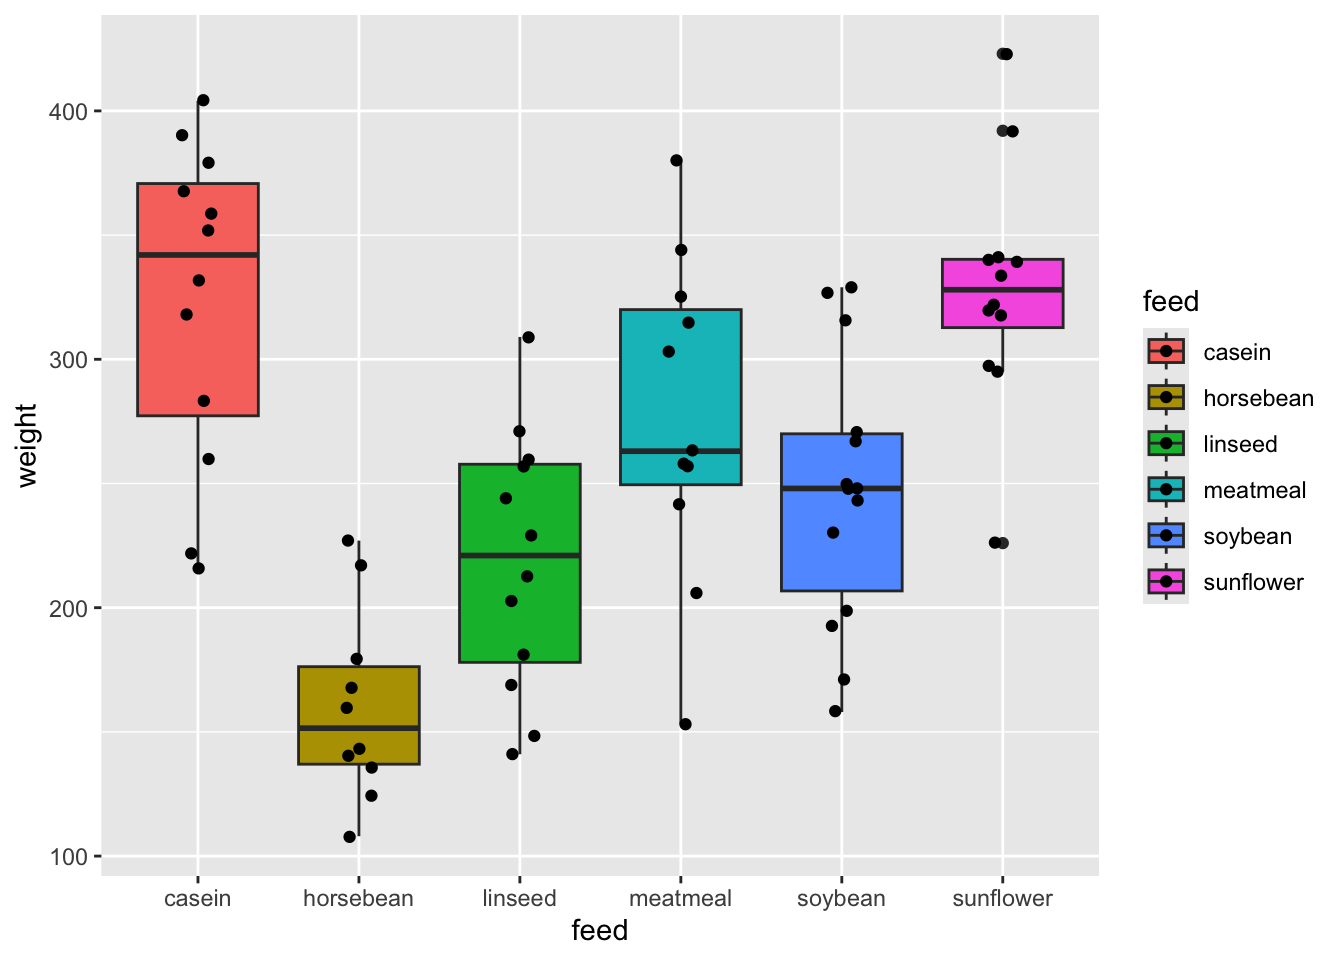 weight
400
300
200
100
casein horsebean linseed meatmeal soybean sunflower
feed
feed
casein
horsebean
linseed
meatmeal
soybean
sunflower